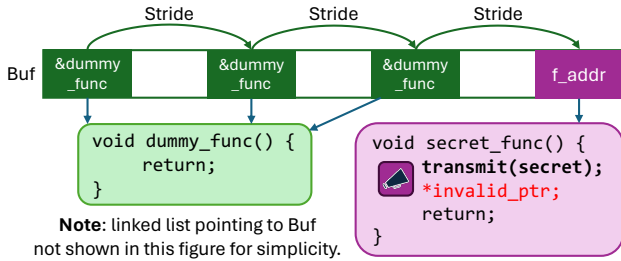 Stride Stride Stride
Buf &dummy _func &dummy _func &dummy _func f_addr
void dummy_func() {
return;
}
void secret_func() {
transmit(secret);
*invalid_ptr;
return;
}
Note: linked list pointing to Buf
not shown in this figure for simplicity.